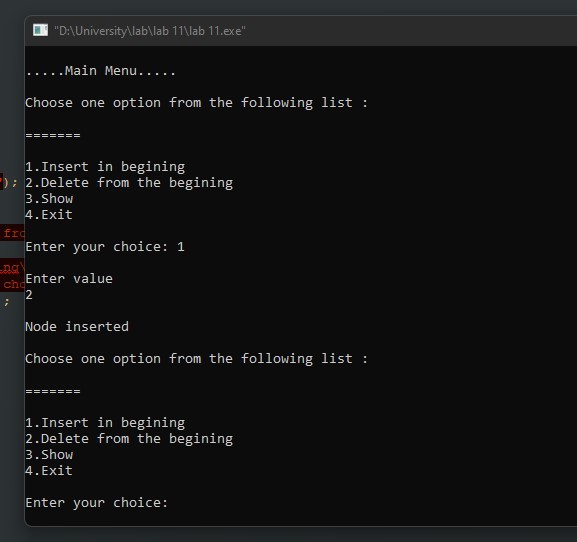 "D:\University\lab\lab 11\lab 11.exe"
.....Main Menu.....
Choose one option from the following list :
=======
1.Insert in begining
2.Delete from the begining
3.Show
4.Exit
Enter your choice: 1
Enter value
2
Node inserted
Choose one option from the following list :
=======
1.Insert in begining
2.Delete from the begining
3.Show
4.Exit
Enter your choice:
);
;